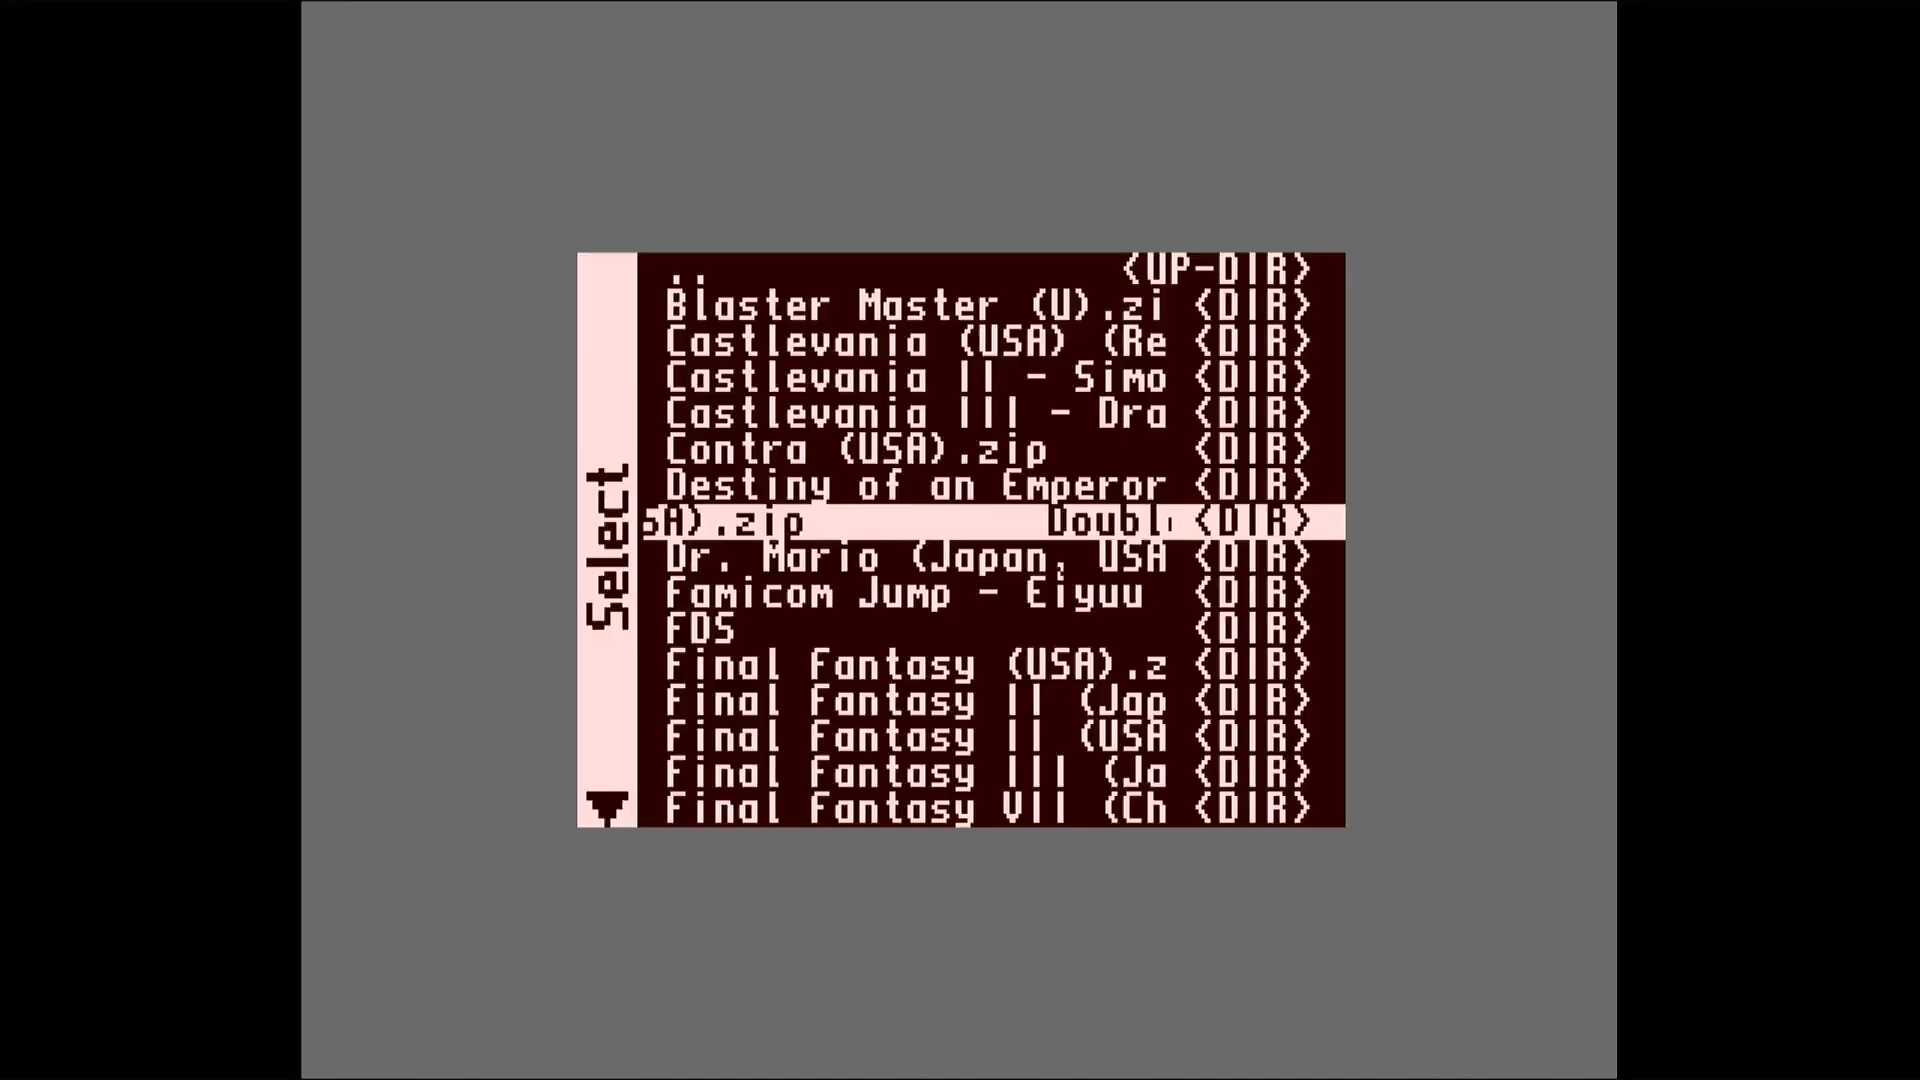 Select
.. <UP-DIR>
Blaster Master (U).zi <DIR>
Castlevania (USA) (Re <DIR>
Castlevania II - Simo <DIR>
Castlevania III - Dra <DIR>
Contra (USA).zip <DIR>
Destiny of an Emperor <DIR>
SA).zip Doubl <DIR>
Dr. Mario (Japan, USA <DIR>
Famicom Jump - Eiyuu <DIR>
FDS <DIR>
Final Fantasy (USA).z <DIR>
Final Fantasy II (Jap <DIR>
Final Fantasy II (USA <DIR>
Final Fantasy III (Ja <DIR>
Final Fantasy VII (Ch <DIR>